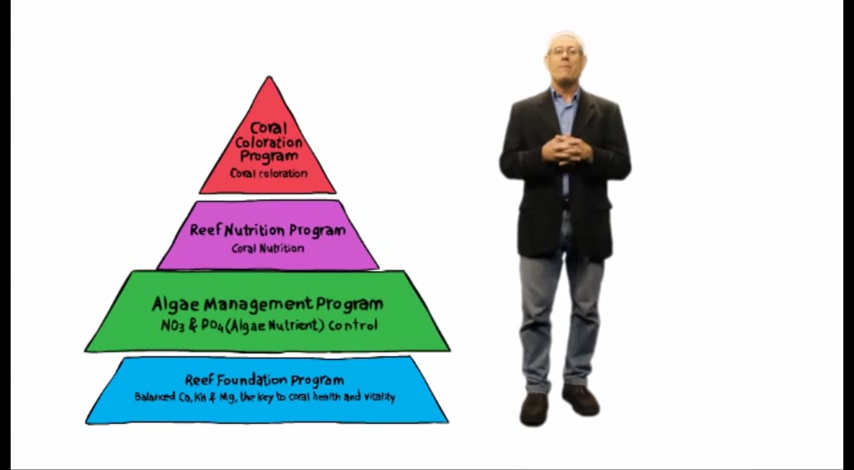 Coral
Coloration
Program
Coral coloration
Reef Nutrition Program
Coral Nutrition
Algae Management Program
NO3 & PO4 (Algae Nutrient) Control
Reef Foundation Program
Balanced Ca, KH & Mg, the key to coral health and vitality